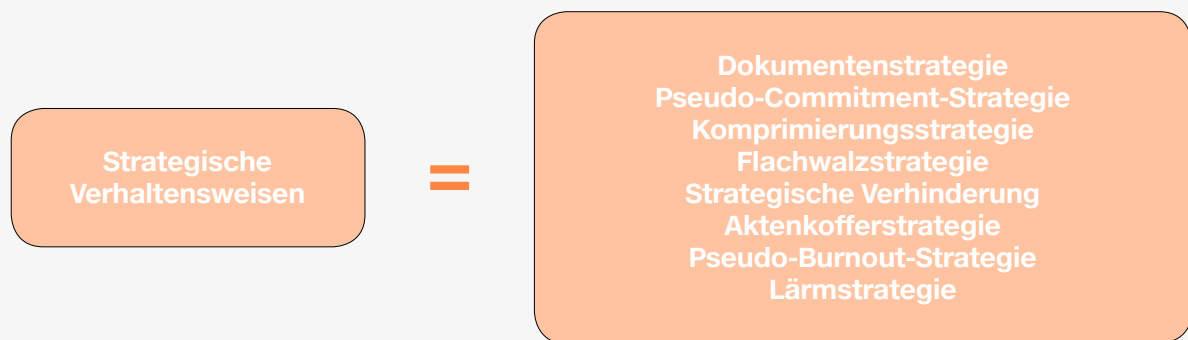 Strategische
Verhaltensweisen
=
Dokumentenstrategie
Pseudo-Commitment-Strategie
Komprimierungsstrategie
Flachwalzstrategie
Strategische Verhinderung
Aktenkofferstrategie
Pseudo-Burnout-Strategie
Lärmstrategie